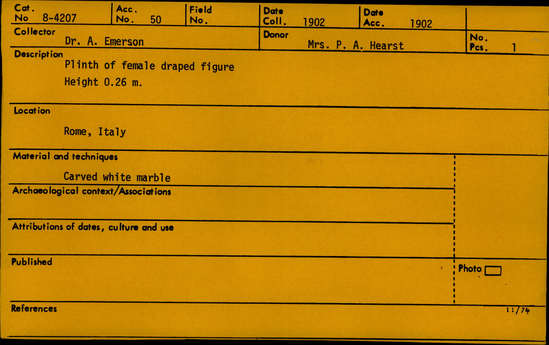 Cat. No 8-4207 Acc. No. 50 Field No. Date Coll. 1902 Date Acc. 1902
Collector Dr. A. Emerson Donor Mrs. P. A. Hearst No. Pcs. 1
Description
Plinth of female draped figure
Height 0.26 m.
Location
Rome, Italy
Material and techniques
Carved white marble
Archaeological context/Associations
Attributions of dates, culture and use
Published
Photo
References
11/74